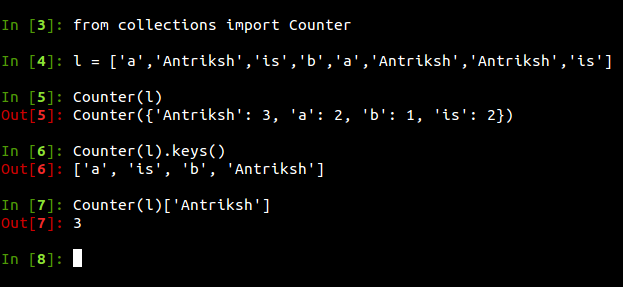 In [3]: from collections import Counter
In [4]: l = ['a','Antriksh','is','b','a','Antriksh','Antriksh','is']
In [5]: Counter(l)
Out[5]: Counter({'Antriksh': 3, 'a': 2, 'b': 1, 'is': 2})
In [6]: Counter(l).keys()
Out[6]: ['a', 'is', 'b', 'Antriksh']
In [7]: Counter(l)['Antriksh']
Out[7]: 3
In [8]: